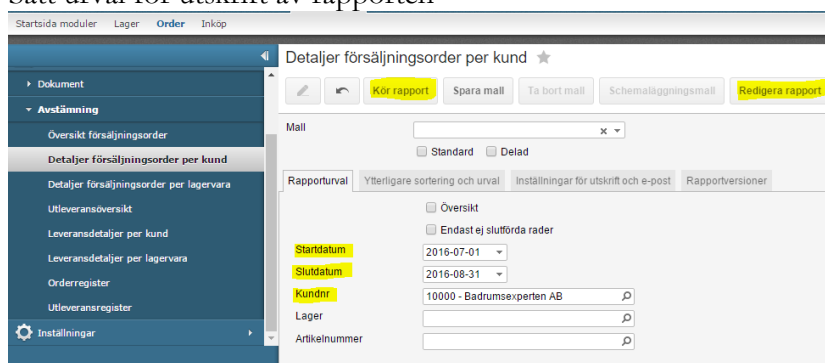 Sätt urval för utskrift av rapporten
Startsida moduler Lager Order Inköp
Detaljer försäljningsorder per kund
Dokument
Avstämning
Översikt försäljningsorder
Detaljer försäljningsorder per kund
Detaljer försäljningsorder per lagervara
Utleveransöversikt
Leveransdetaljer per kund
Leveransdetaljer per lagervara
Orderregister
Utleveransregister
Inställningar
Kör rapport Spara mall Ta bort mall Schemaläggningsmall Redigera rapport
Mall
Standard Delad
Rapporturval Ytterligare sortering och urval Inställningar för utskrift och e-post Rapportversioner
Översikt
Endast ej slutförda rader
Startdatum 2016-07-01
Slutdatum 2016-08-31
Kundnr 10000 - Badrumsexperten AB
Lager
Artikelnummer